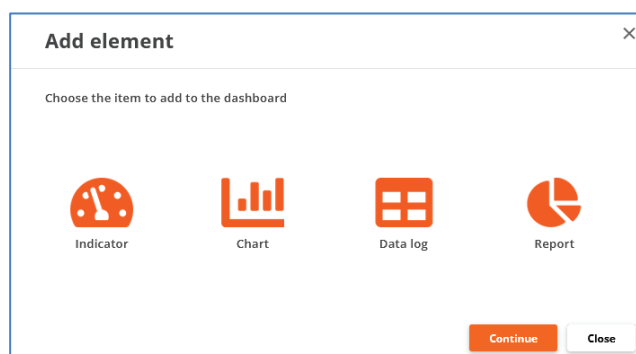 Add element
Choose the item to add to the dashboard
Indicator Chart Data log Report
Continue Close